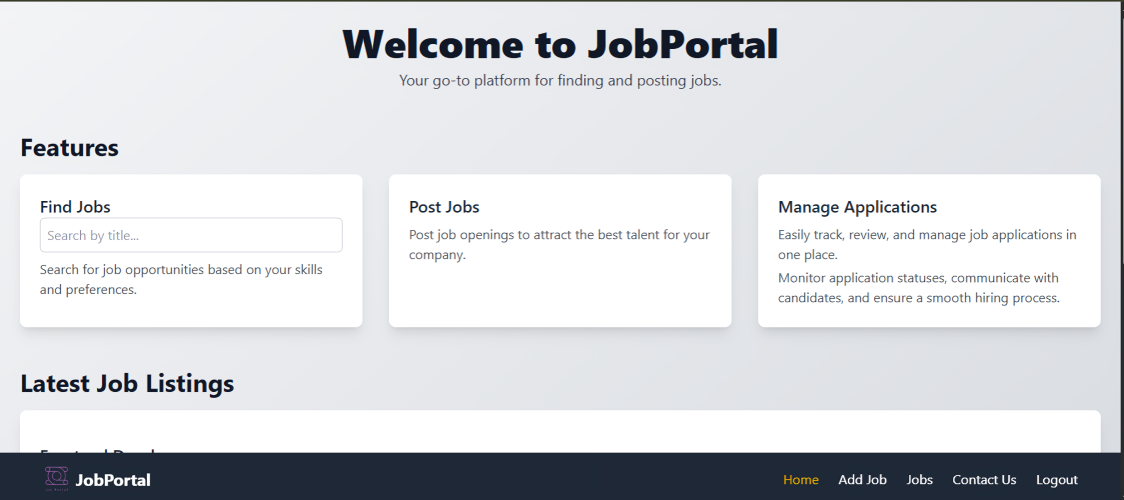 Welcome to JobPortal
Your go-to platform for finding and posting jobs.
Features
Find Jobs
Search by title...
Search for job opportunities based on your skills
and preferences.
Post Jobs
Post job openings to attract the best talent for your
company.
Manage Applications
Easily track, review, and manage job applications in
one place.
Monitor application statuses, communicate with
candidates, and ensure a smooth hiring process.
Latest Job Listings
JobPortal
Home
Add Job
Jobs
Contact Us
Logout